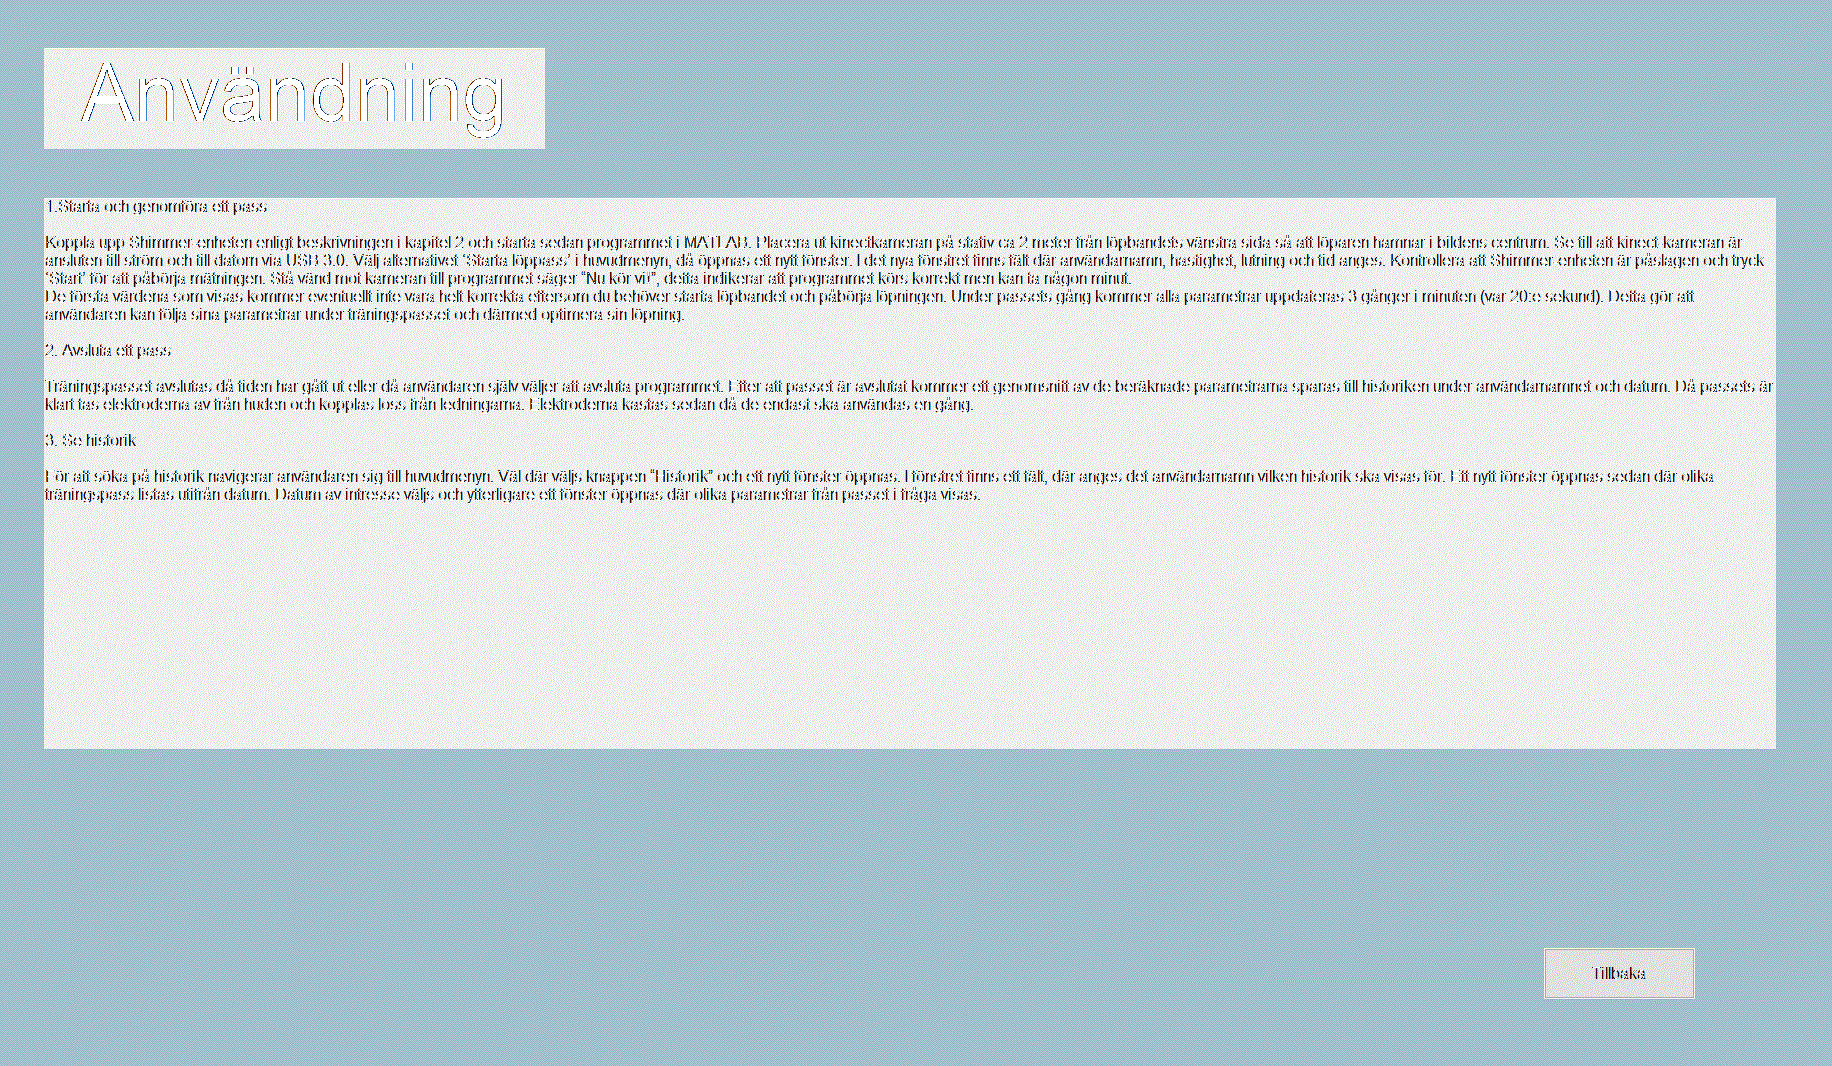 Användning
1.Starta och genomföra ett pass
Koppla upp Shimmer-enheten enligt beskrivningen i kapitel 2 och starta sedan programmet i MATLAB. Placera ut kinectkameran på stativ ca 2 meter från löpbandets vänstra sida så att löparen hamnar i bildens centrum. Se till att kinect-kameran är
ansluten till ström och till datorn via USB 3.0. Välj alternativet ‘Starta löppass’ i huvudmenyn, då öppnas ett nytt fönster. I det nya fönstret finns fält där användarnamn, hastighet, lutning och tid anges. Kontrollera att Shimmer-enheten är påslagen och tryck
‘Start’ för att påbörja mätningen. Stå vänd mot kameran till programmet säger “Nu kör vi!”, detta indikerar att programmet körs korrekt men kan ta någon minut.
De första värdena som visas kommer eventuellt inte vara helt korrekta eftersom du behöver starta löpbandet och påbörja löpningen. Under passets gång kommer alla parametrar uppdateras 3 gånger i minuten (var 20:e sekund). Detta gör att
användaren kan följa sina parametrar under träningspasset och därmed optimera sin löpning.
2. Avsluta ett pass
Träningspasset avslutas då tiden har gått ut eller då användaren själv väljer att avsluta programmet. Efter att passet är avslutat kommer ett genomsnitt av de beräknade parametrarna sparas till historiken under användarnamnet och datum. Då passets är
klart tas elektroderna av från huden och kopplas loss från ledningarna. Elektroderna kastas sedan då de endast ska användas en gång.
3. Se historik
För att söka på historik navigerar användaren sig till huvudmenyn. Väl där väljs knappen “Historik” och ett nytt fönster öppnas. I fönstret finns ett fält, där anges det användarnamn vilken historik ska visas för. Ett nytt fönster öppnas sedan där olika
träningspass listas utifrån datum. Datum av intresse väljs och ytterligare ett fönster öppnas där olika parametrar från passet i fråga visas.
Tillbaka